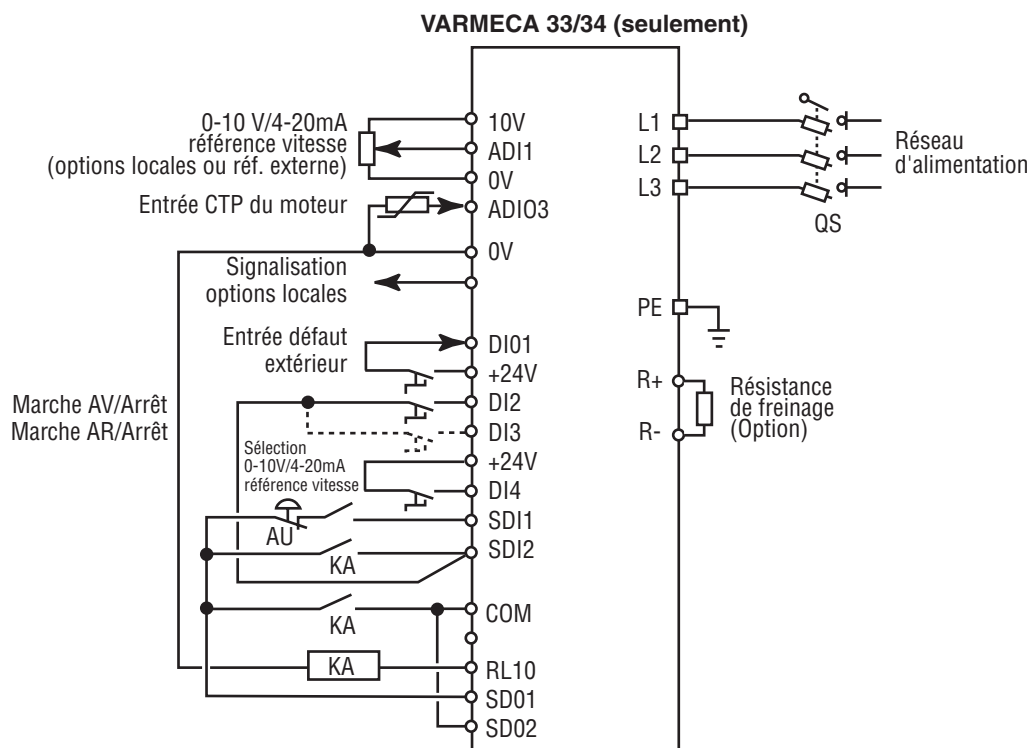 VARMECA 33/34 (seulement)
0-10 V/4-20mA
référence vitesse
(options locales ou réf. externe)
Entrée CTP du moteur
Signalisation
options locales
Entrée défaut
extérieur
Marche AV/Arrêt
Marche AR/Arrêt
Sélection
0-10V/4-20mA
référence vitesse
AU
KA
KA
KA
10V
ADI1
0V
ADIO3
0V
DI01
+24V
DI2
DI3
+24V
DI4
SDI1
SDI2
COM
RL10
SD01
SD02
L1
L2
L3
PE
R+
R-
QS
Réseau
d'alimentation
Résistance
de freinage
(Option)